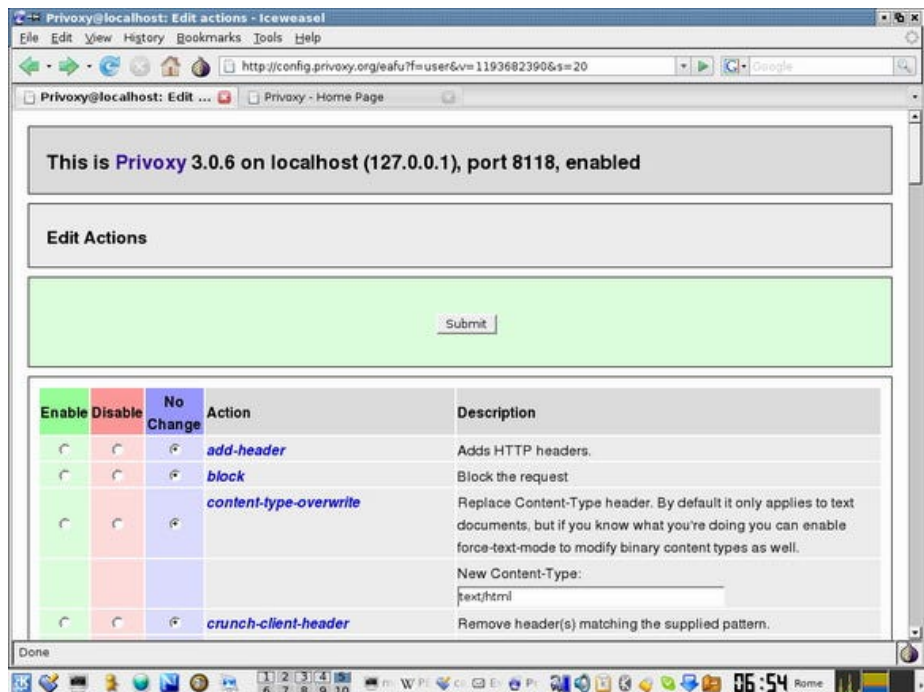 Privoxy@localhost: Edit actions - Iceweasel
File Edit View History Bookmarks Tools Help
http://config.privoxy.org/eafu?f=user&v=1193682390&s=20
Google
Privoxy@localhost: Edit ...
Privoxy - Home Page
This is Privoxy 3.0.6 on localhost (127.0.0.1), port 8118, enabled
Edit Actions
Submit
Enable Disable No Change Action Description
add-header Adds HTTP headers.
block Block the request
content-type-overwrite Replace Content-Type header. By default it only applies to text
documents, but if you know what you're doing you can enable
force-text-mode to modify binary content types as well.
New Content-Type:
text/html
crunch-client-header Remove header(s) matching the supplied pattern.
Done
1 2 3 4 5
6 7 8 9 10
06:54 Rome